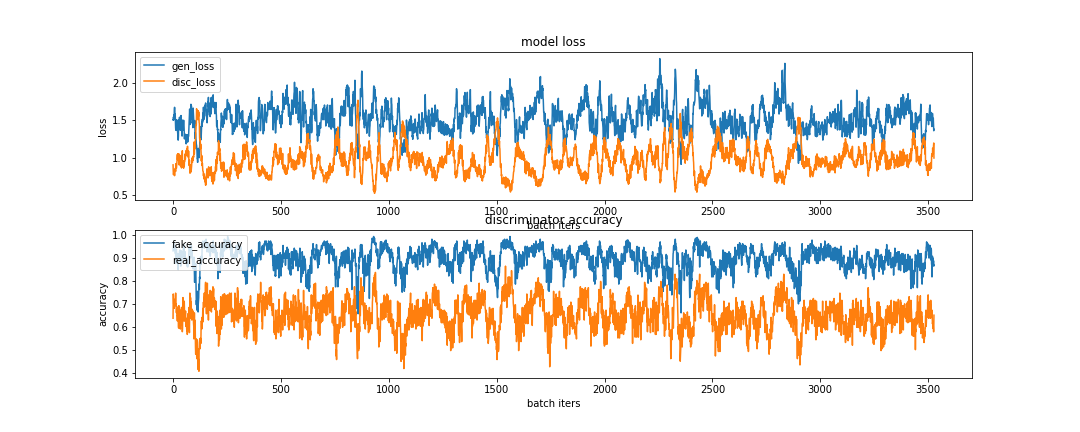 model loss
gen_loss
disc_loss
2.0
1.5
1.0
0.5
loss
0 500 1000 1500 2000 2500 3000 3500
batch iters
discriminator accuracy
fake_accuracy
real_accuracy
1.0
0.9
0.8
0.7
0.6
0.5
0.4
accuracy
0 500 1000 1500 2000 2500 3000 3500
batch iters